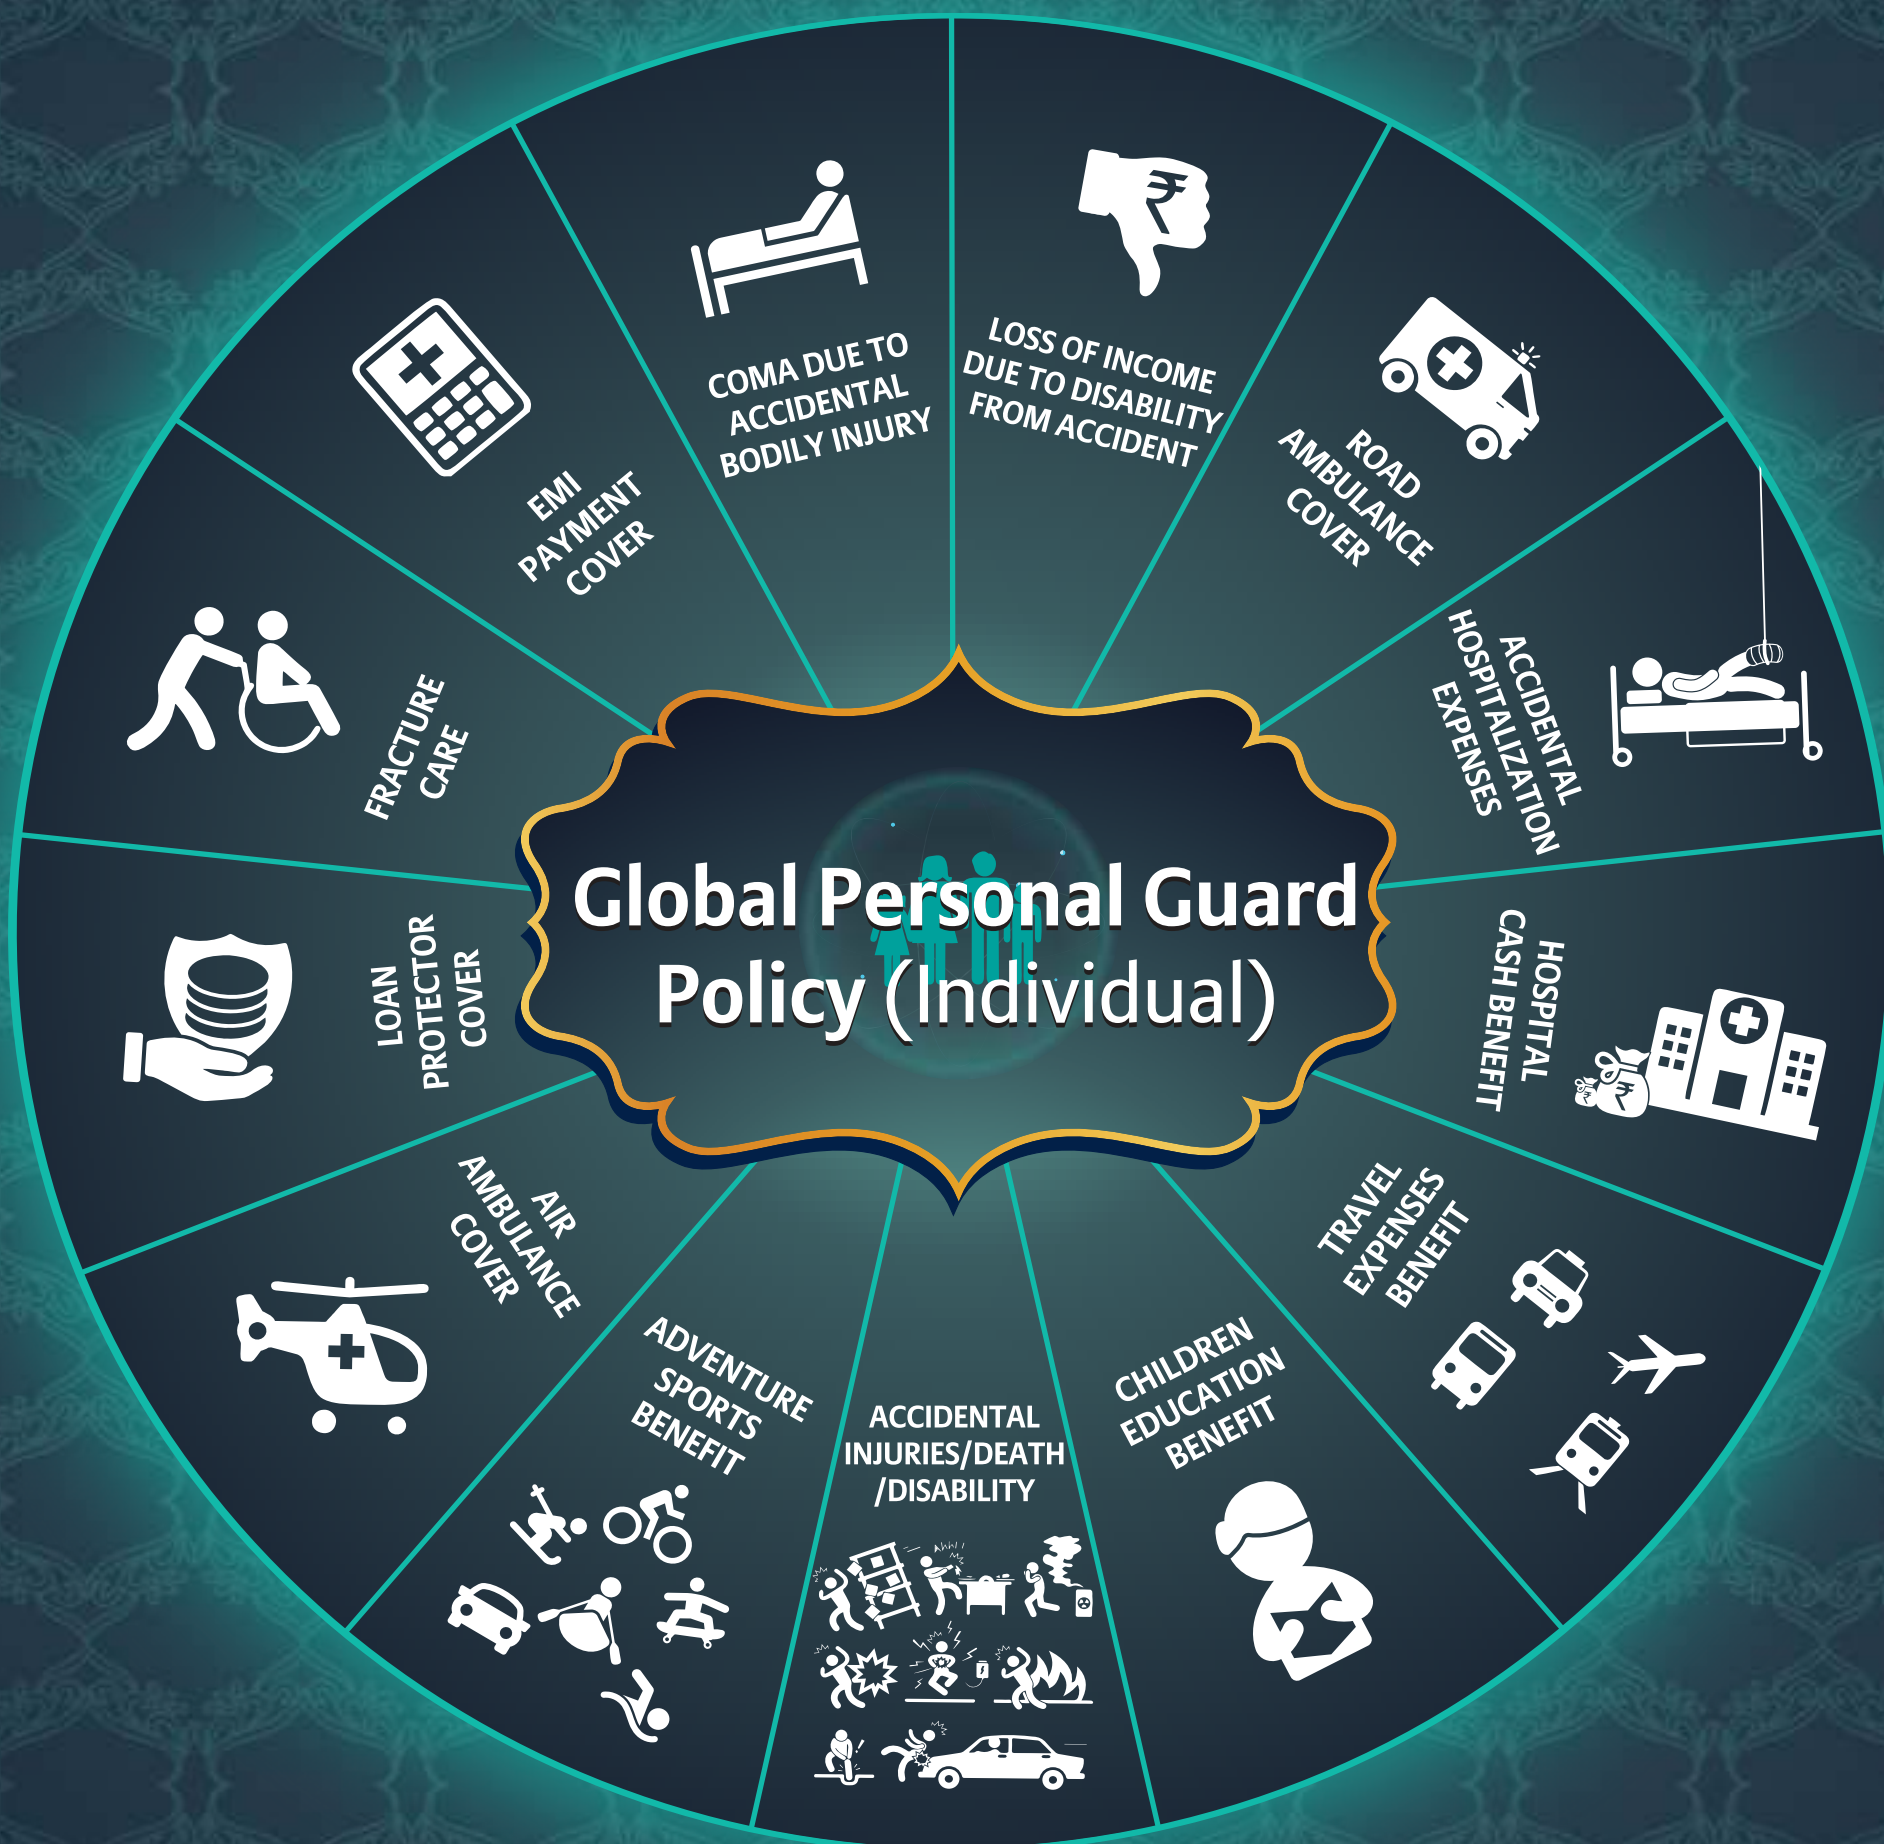 COMA DUE TO
ACCIDENTAL
BODILY INJURY
LOSS OF INCOME
DUE TO DISABILITY
FROM ACCIDENT
ROAD
AMBULANCE
COVER
ACCIDENTAL
HOSPITALIZATION
EXPENSES
HOSPITAL
CASH BENEFIT
TRAVEL
EXPENSES
BENEFIT
CHILDREN
EDUCATION
BENEFIT
ACCIDENTAL
INJURIES/DEATH
/DISABILITY
ADVENTURE
SPORTS
BENEFIT
AIR
AMBULANCE
COVER
LOAN
PROTECTOR
COVER
FRACTURE
CARE
EMI
PAYMENT
COVER
Global Personal Guard
Policy (Individual)
₹
₹
₹